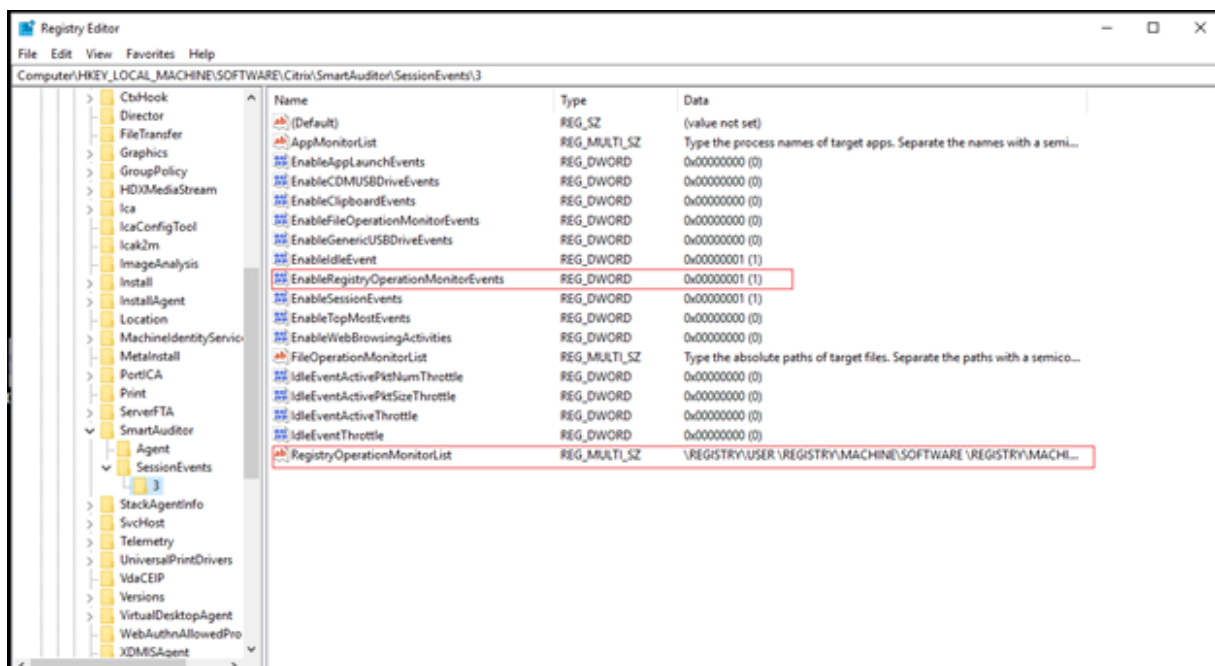 Registry Editor
File Edit View Favorites Help
Computer\HKEY_LOCAL_MACHINE\SOFTWARE\Citrix\SmartAuditor\SessionEvents\3
CtxHook
Director
FileTransfer
Graphics
GroupPolicy
HDXMediaStream
Ica
IcaConfigTool
Icak2m
ImageAnalysis
Install
InstallAgent
Location
MachineIdentityService
MetaInstall
PortICA
Print
ServerFTA
SmartAuditor
Agent
SessionEvents
3
StackAgentInfo
SvcHost
Telemetry
UniversalPrintDrivers
VdaCEIP
Versions
VirtualDesktopAgent
WebAuthnAllowedPro
XDMISAgent
Name Type Data
(Default) REG_SZ (value not set)
AppMonitorList REG_MULTI_SZ Type the process names of target apps. Separate the names with a semi...
EnableAppLaunchEvents REG_DWORD 0x00000000 (0)
EnableCDMUSBDriveEvents REG_DWORD 0x00000000 (0)
EnableClipboardEvents REG_DWORD 0x00000000 (0)
EnableFileOperationMonitorEvents REG_DWORD 0x00000000 (0)
EnableGenericUSBDriveEvents REG_DWORD 0x00000000 (0)
EnableIdleEvent REG_DWORD 0x00000001 (1)
EnableRegistryOperationMonitorEvents REG_DWORD 0x00000001 (1)
EnableSessionEvents REG_DWORD 0x00000001 (1)
EnableTopMostEvents REG_DWORD 0x00000000 (0)
EnableWebBrowsingActivities REG_DWORD 0x00000000 (0)
FileOperationMonitorList REG_MULTI_SZ Type the absolute paths of target files. Separate the paths with a semico...
IdleEventActivePktNumThrottle REG_DWORD 0x00000000 (0)
IdleEventActivePktSizeThrottle REG_DWORD 0x00000000 (0)
IdleEventActiveThrottle REG_DWORD 0x00000000 (0)
IdleEventThrottle REG_DWORD 0x00000000 (0)
RegistryOperationMonitorList REG_MULTI_SZ \REGISTRY\USER \REGISTRY\MACHINE\SOFTWARE \REGISTRY\MACHI...